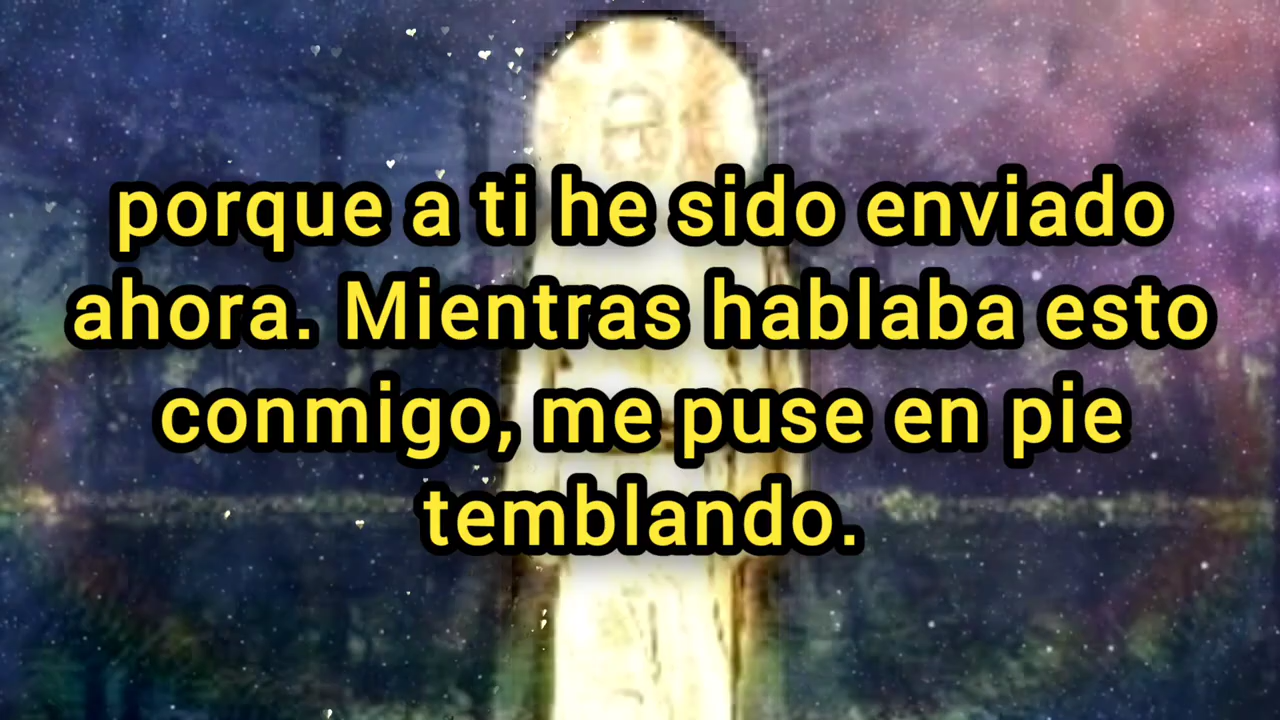 porque a ti he sido enviado
ahora. Mientras hablaba esto
conmigo, me puse en pie
temblando.